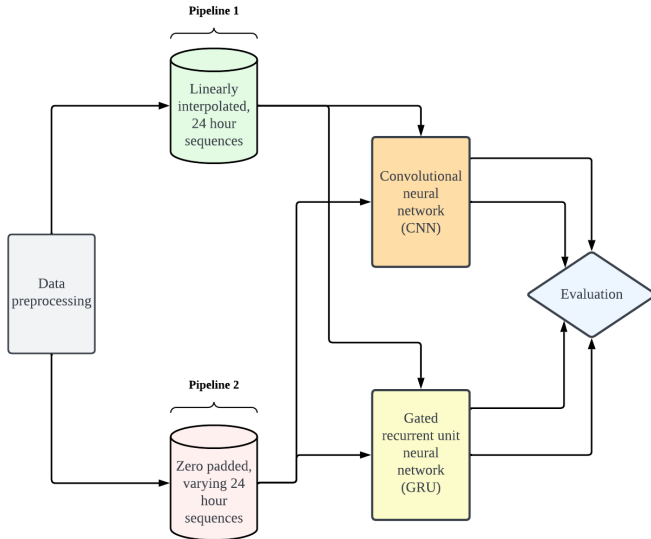 Pipeline 1
Linearly
interpolated,
24 hour
sequences
Convolutional
neural
network
(CNN)
Data
preprocessing
Evaluation
Pipeline 2
Zero padded,
varying 24
hour
sequences
Gated
recurrent unit
neural
network
(GRU)